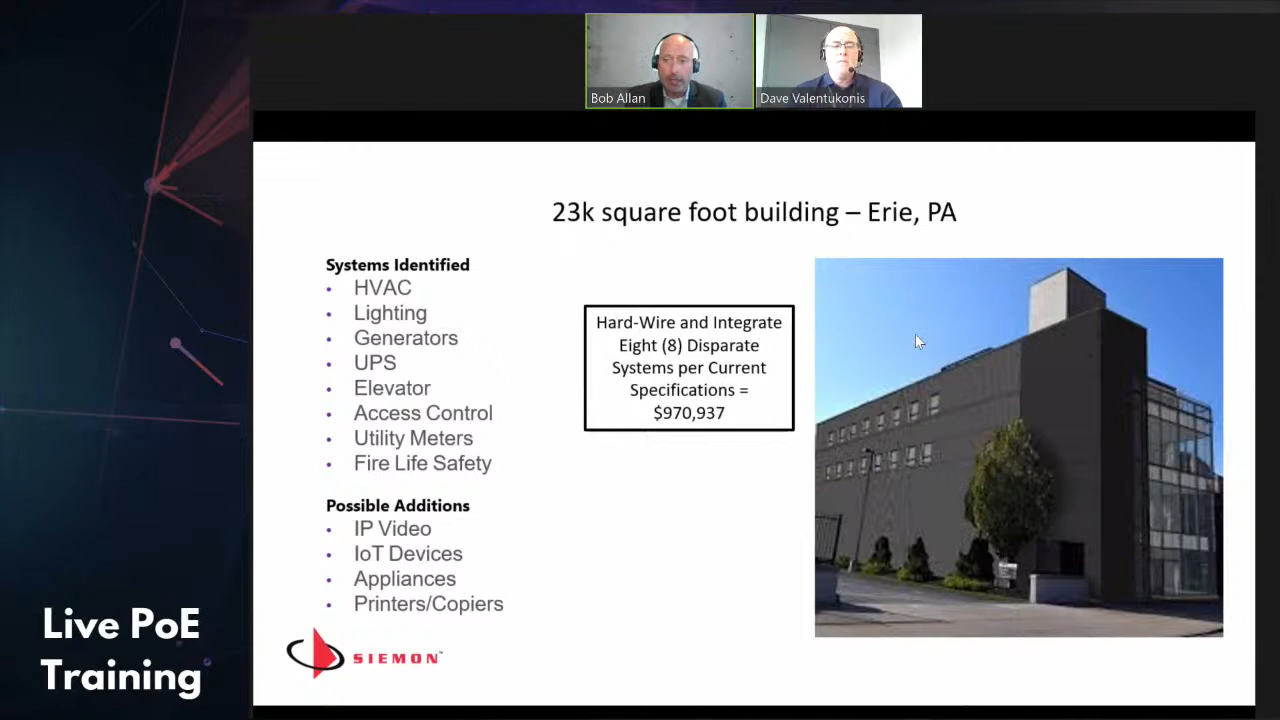 Bob Allan
Dave Valentukonis
23k square foot building – Erie, PA
Systems Identified
• HVAC
• Lighting
• Generators
• UPS
• Elevator
• Access Control
• Utility Meters
• Fire Life Safety
Possible Additions
• IP Video
• IoT Devices
• Appliances
• Printers/Copiers
Hard-Wire and Integrate
Eight (8) Disparate
Systems per Current
Specifications =
$970,937
SIEMON™
Live PoE
Training